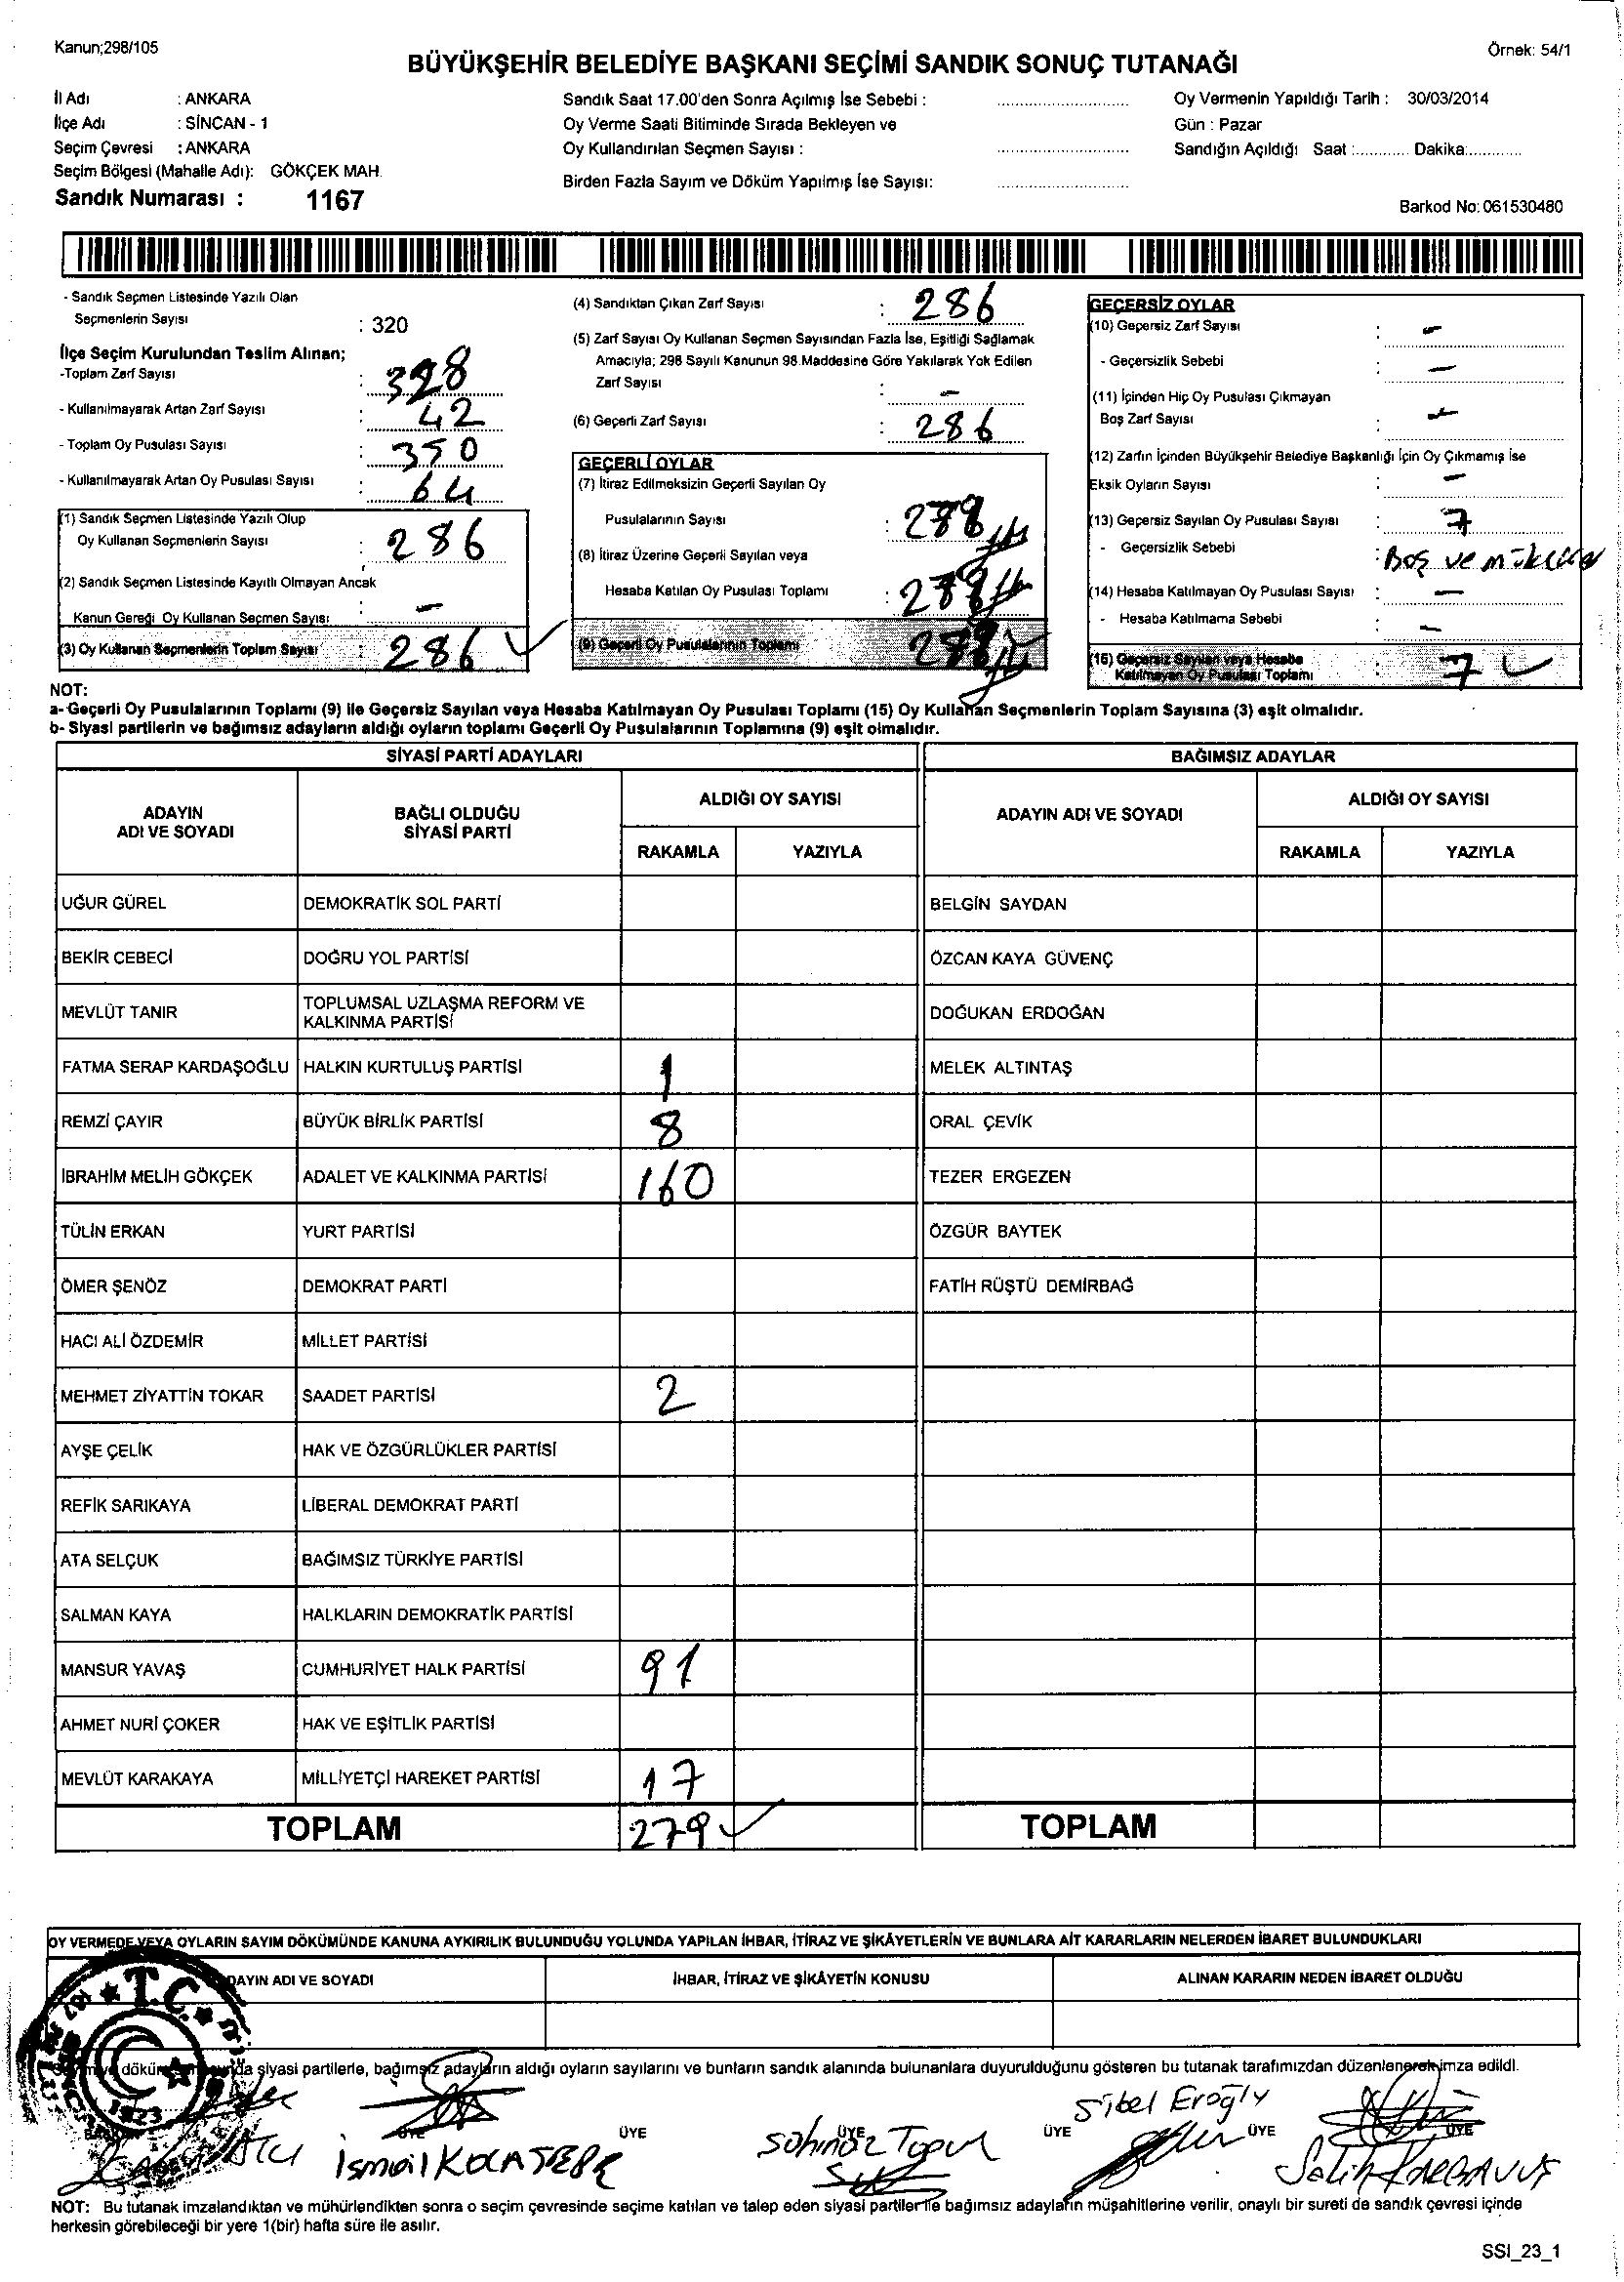 Kanun;298/105
Örnek: 54/1
BÜYÜKŞEHİR BELEDİYE BAŞKANI SEÇİMİ SANDIK SONUÇ TUTANAĞI
İl Adı : ANKARA
İlçe Adı : SİNCAN - 1
Seçim Çevresi : ANKARA
Seçim Bölgesi (Mahalle Adı): GÖKÇEK MAH.
Sandık Numarası : 1167
Sandık Saat 17.00'den Sonra Açılmış İse Sebebi :
Oy Verme Saati Bitiminde Sırada Bekleyen ve
Oy Kullandırılan Seçmen Sayısı :
Birden Fazla Sayım ve Döküm Yapılmış İse Sayısı:
Oy Vermenin Yapıldığı Tarih : 30/03/2014
Gün : Pazar
Sandığın Açıldığı Saat :............ Dakika:............
Barkod No: 061530480
- Sandık Seçmen Listesinde Yazılı Olan
Seçmenlerin Sayısı : 320
İlçe Seçim Kurulundan Teslim Alınan;
-Toplam Zarf Sayısı : 328
- Kullanılmayarak Artan Zarf Sayısı : 42
- Toplam Oy Pusulası Sayısı : 350
- Kullanılmayarak Artan Oy Pusulası Sayısı : 64
(1) Sandık Seçmen Listesinde Yazılı Olup
Oy Kullanan Seçmenlerin Sayısı : 286
(2) Sandık Seçmen Listesinde Kayıtlı Olmayan Ancak
Kanun Gereği Oy Kullanan Seçmen Sayısı: -
(3) Oy Kullanan Seçmenlerin Toplam Sayısı : 286
(4) Sandıktan Çıkan Zarf Sayısı : 286
(5) Zarf Sayısı Oy Kullanan Seçmen Sayısından Fazla İse, Eşitliği Sağlamak
Amacıyla; 298 Sayılı Kanunun 98.Maddesine Göre Yakılarak Yok Edilen
Zarf Sayısı : -
(6) Geçerli Zarf Sayısı : 286
GEÇERLİ OYLAR
(7) İtiraz Edilmeksizin Geçerli Sayılan Oy
Pusulalarının Sayısı :
(8) İtiraz Üzerine Geçerli Sayılan veya
Hesaba Katılan Oy Pusulası Toplamı :
(9) Geçerli Oy Pusulalarının Toplamı
GEÇERSİZ OYLAR
(10) Geçersiz Zarf Sayısı : -
- Geçersizlik Sebebi : -
(11) İçinden Hiç Oy Pusulası Çıkmayan
Boş Zarf Sayısı : -
(12) Zarfın İçinden Büyükşehir Belediye Başkanlığı İçin Oy Çıkmamış İse
Eksik Oyların Sayısı : -
(13) Geçersiz Sayılan Oy Pusulası Sayısı : 7
- Geçersizlik Sebebi : Boş ve
(14) Hesaba Katılmayan Oy Pusulası Sayısı : -
- Hesaba Katılmama Sebebi : -
(15) Geçersiz Sayılan veya Hesaba
Katılmayan Oy Pusulası Toplamı : 7
NOT:
a- Geçerli Oy Pusulalarının Toplamı (9) ile Geçersiz Sayılan veya Hesaba Katılmayan Oy Pusulası Toplamı (15) Oy Kullanan Seçmenlerin Toplam Sayısına (3) eşit olmalıdır.
b- Siyasi partilerin ve bağımsız adayların aldığı oyların toplamı Geçerli Oy Pusulalarının Toplamına (9) eşit olmalıdır.
SİYASİ PARTİ ADAYLARI BAĞIMSIZ ADAYLAR
ADAYIN
ADI VE SOYADI
BAĞLI OLDUĞU
SİYASİ PARTİ
ALDIĞI OY SAYISI
RAKAMLA YAZIYLA
ADAYIN ADI VE SOYADI
ALDIĞI OY SAYISI
RAKAMLA YAZIYLA
UĞUR GÜREL DEMOKRATİK SOL PARTİ BELGİN SAYDAN
BEKİR CEBECİ DOĞRU YOL PARTİSİ ÖZCAN KAYA GÜVENÇ
MEVLÜT TANIR TOPLUMSAL UZLAŞMA REFORM VE
KALKINMA PARTİSİ DOĞUKAN ERDOĞAN
FATMA SERAP KARDAŞOĞLU HALKIN KURTULUŞ PARTİSİ 1 MELEK ALTINTAŞ
REMZİ ÇAYIR BÜYÜK BİRLİK PARTİSİ 8 ORAL ÇEVİK
İBRAHİM MELİH GÖKÇEK ADALET VE KALKINMA PARTİSİ 160 TEZER ERGEZEN
TÜLİN ERKAN YURT PARTİSİ ÖZGÜR BAYTEK
ÖMER ŞENÖZ DEMOKRAT PARTİ FATİH RÜŞTÜ DEMİRBAĞ
HACI ALİ ÖZDEMİR MİLLET PARTİSİ
MEHMET ZİYATTİN TOKAR SAADET PARTİSİ 2
AYŞE ÇELİK HAK VE ÖZGÜRLÜKLER PARTİSİ
REFİK SARIKAYA LİBERAL DEMOKRAT PARTİ
ATA SELÇUK BAĞIMSIZ TÜRKİYE PARTİSİ
SALMAN KAYA HALKLARIN DEMOKRATİK PARTİSİ
MANSUR YAVAŞ CUMHURİYET HALK PARTİSİ 91
AHMET NURİ ÇOKER HAK VE EŞİTLİK PARTİSİ
MEVLÜT KARAKAYA MİLLİYETÇİ HAREKET PARTİSİ 17
TOPLAM 279 TOPLAM
OY VERMEDE VEYA OYLARIN SAYIM DÖKÜMÜNDE KANUNA AYKIRILIK BULUNDUĞU YOLUNDA YAPILAN İHBAR, İTİRAZ VE ŞİKÂYETLERİN VE BUNLARA AİT KARARLARIN NELERDEN İBARET BULUNDUKLARI
ADAYIN ADI VE SOYADI İHBAR, İTİRAZ VE ŞİKÂYETİN KONUSU ALINAN KARARIN NEDEN İBARET OLDUĞU
T.C.
1923
siyasi partilerle, bağımsız adayların aldığı oyların sayılarını ve bunların sandık alanında bulunanlara duyurulduğunu gösteren bu tutanak tarafımızdan düzenlenerek imza edildi.
Sibel Eroğlu
ÜYE ÜYE ÜYE ÜYE ÜYE ÜYE
İsmail KOCATEPE Topul Salih KARGAVUŞ
NOT: Bu tutanak imzalandıktan ve mühürlendikten sonra o seçim çevresinde seçime katılan ve talep eden siyasi partiler ile bağımsız adayların müşahitlerine verilir, onaylı bir sureti de sandık çevresi içinde
herkesin görebileceği bir yere 1(bir) hafta süre ile asılır.
SSI_23_1